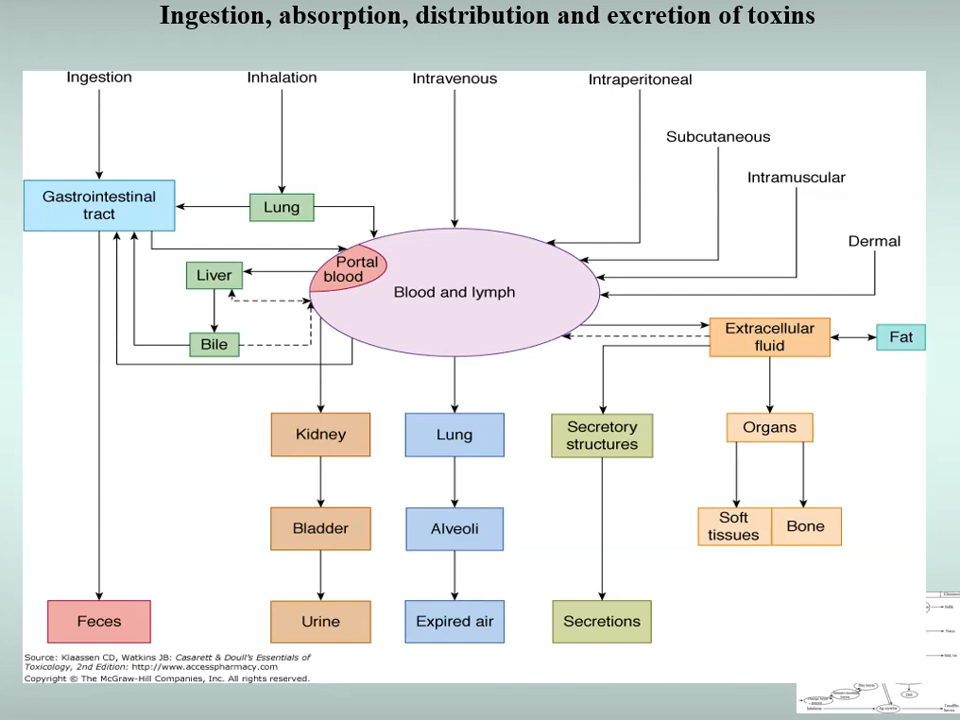 Ingestion, absorption, distribution and excretion of toxins
Ingestion
Inhalation
Intravenous
Intraperitoneal
Subcutaneous
Intramuscular
Dermal
Gastrointestinal
tract
Lung
Portal
blood
Liver
Blood and lymph
Bile
Extracellular
fluid
Fat
Kidney
Lung
Secretory
structures
Organs
Bladder
Alveoli
Soft
tissues
Bone
Feces
Urine
Expired air
Secretions
Source: Klaassen CD, Watkins JB: Casarett & Doull's Essentials of
Toxicology, 2nd Edition: http://www.accesspharmacy.com
Copyright © The McGraw-Hill Companies, Inc. All rights reserved.